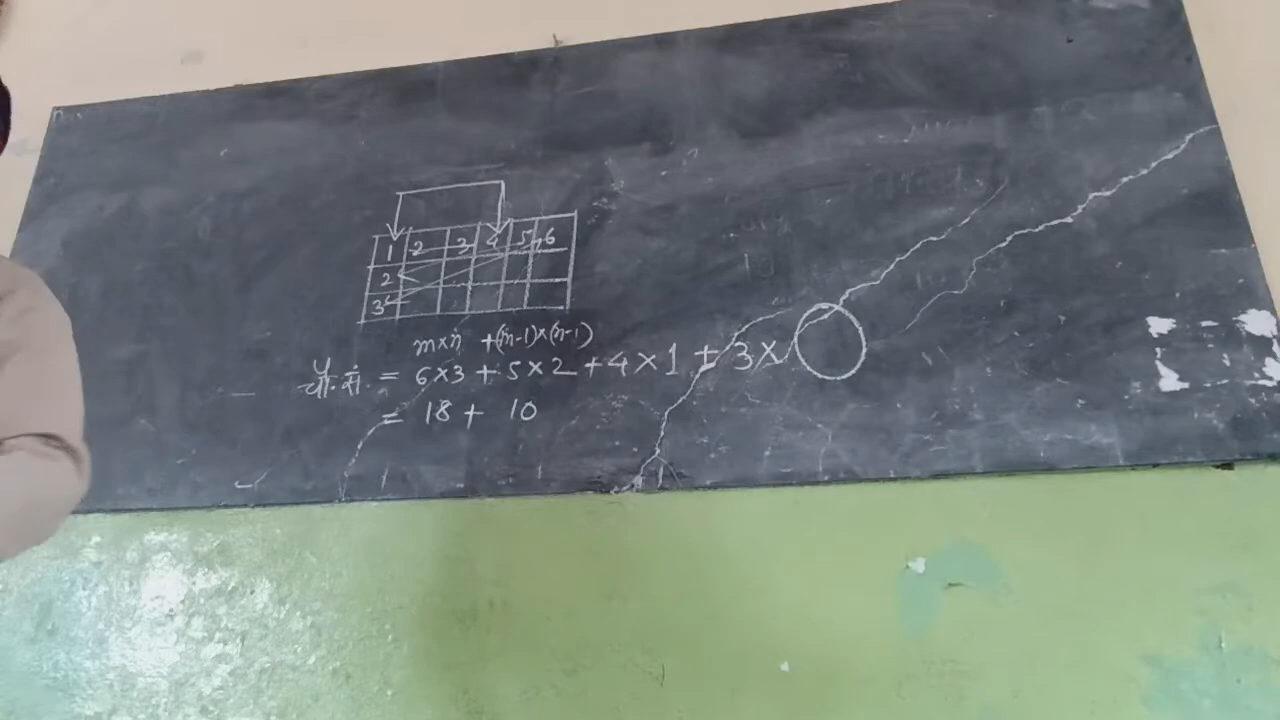 1 2 3 4 5 6
2
3
m×n +(m-1)×(n-1)
= 6×3 + 5×2 + 4×1 + 3×
= 18 + 10